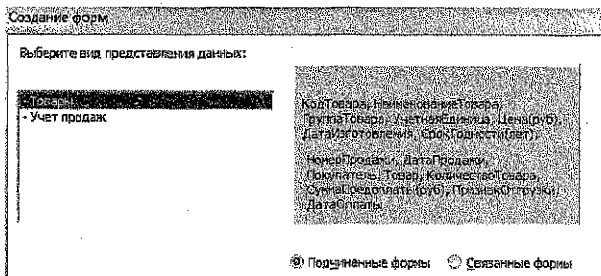 Создание форм
Выберите вид представления данных:
- Товары
- Учет продаж
КодТовара, НаименованиеТовара,
ГруппаТовара, УчетнаяЕдиница, Цена(руб),
ДатаИзготовления, СрокГодности(лет),
НомерПродажи, ДатаПродажи,
Покупатель, Товар, КоличествоТовара,
СуммаПредоплаты(руб), ПризнакОтгрузки,
ДатаОплаты
Подчиненные формы Связанные формы